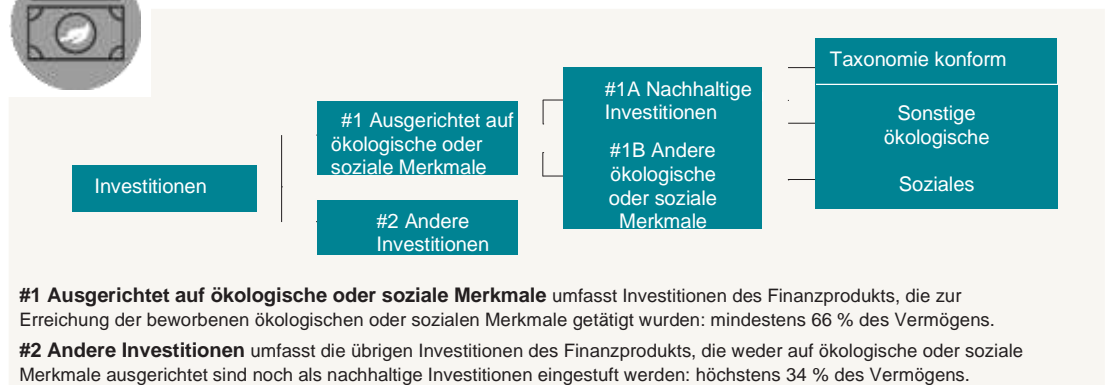 Investitionen
#1 Ausgerichtet auf
ökologische oder
soziale Merkmale
#2 Andere
Investitionen
#1A Nachhaltige
Investitionen
#1B Andere
ökologische
oder soziale
Merkmale
Taxonomie konform
Sonstige
ökologische
Soziales
#1 Ausgerichtet auf ökologische oder soziale Merkmale umfasst Investitionen des Finanzprodukts, die zur
Erreichung der beworbenen ökologischen oder sozialen Merkmale getätigt wurden: mindestens 66 % des Vermögens.
#2 Andere Investitionen umfasst die übrigen Investitionen des Finanzprodukts, die weder auf ökologische oder soziale
Merkmale ausgerichtet sind noch als nachhaltige Investitionen eingestuft werden: höchstens 34 % des Vermögens.